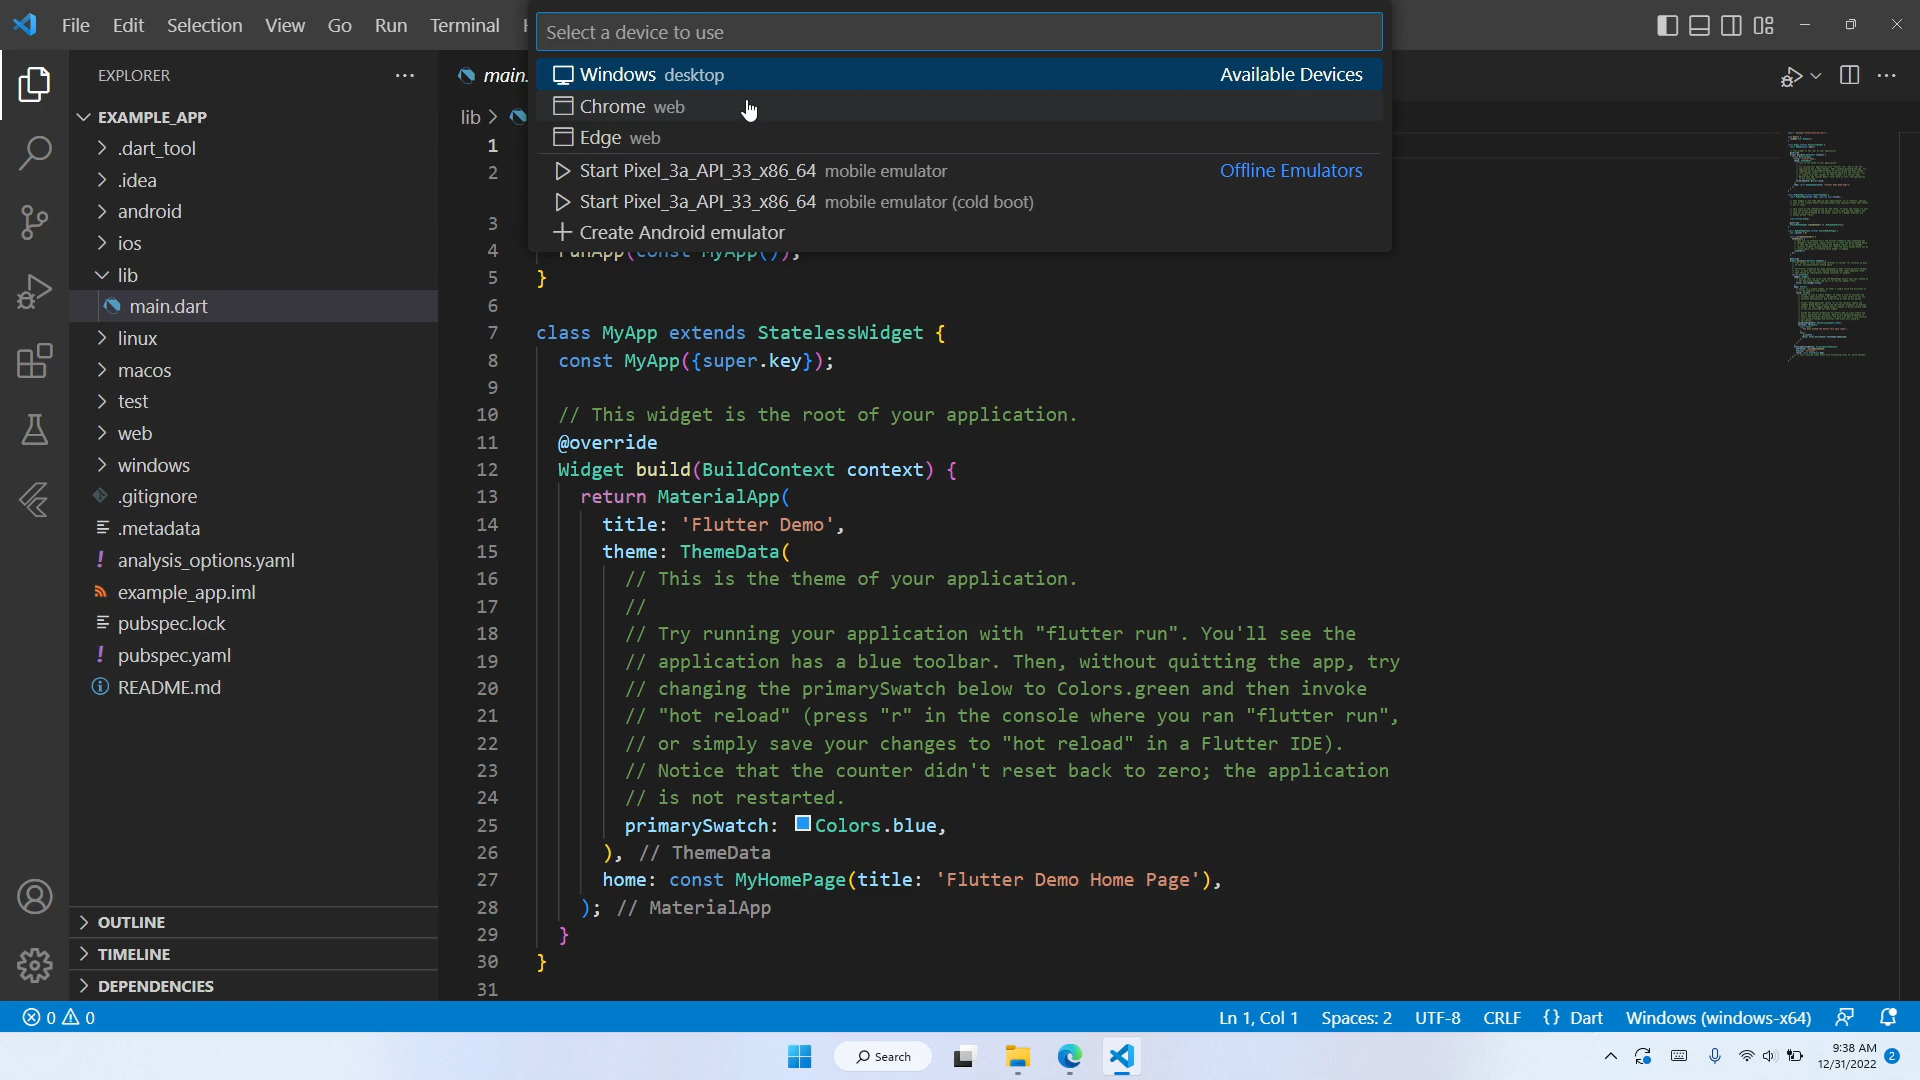 File Edit Selection View Go Run Terminal
Select a device to use
Windows desktop Available Devices
Chrome web
Edge web
Start Pixel_3a_API_33_x86_64 mobile emulator Offline Emulators
Start Pixel_3a_API_33_x86_64 mobile emulator (cold boot)
Create Android emulator
EXPLORER
EXAMPLE_APP
.dart_tool
.idea
android
ios
lib
main.dart
linux
macos
test
web
windows
.gitignore
.metadata
analysis_options.yaml
example_app.iml
pubspec.lock
pubspec.yaml
README.md
OUTLINE
TIMELINE
DEPENDENCIES
main.
lib >
1
2
3
4 runApp(const MyApp());
5 }
6
7 class MyApp extends StatelessWidget {
8 const MyApp({super.key});
9
10 // This widget is the root of your application.
11 @override
12 Widget build(BuildContext context) {
13 return MaterialApp(
14 title: 'Flutter Demo',
15 theme: ThemeData(
16 // This is the theme of your application.
17 //
18 // Try running your application with "flutter run". You'll see the
19 // application has a blue toolbar. Then, without quitting the app, try
20 // changing the primarySwatch below to Colors.green and then invoke
21 // "hot reload" (press "r" in the console where you ran "flutter run",
22 // or simply save your changes to "hot reload" in a Flutter IDE).
23 // Notice that the counter didn't reset back to zero; the application
24 // is not restarted.
25 primarySwatch: Colors.blue,
26 ), // ThemeData
27 home: const MyHomePage(title: 'Flutter Demo Home Page'),
28 ); // MaterialApp
29 }
30 }
31
0 0 Ln 1, Col 1 Spaces: 2 UTF-8 CRLF {} Dart Windows (windows-x64)
Search
9:38 AM
12/31/2022 2